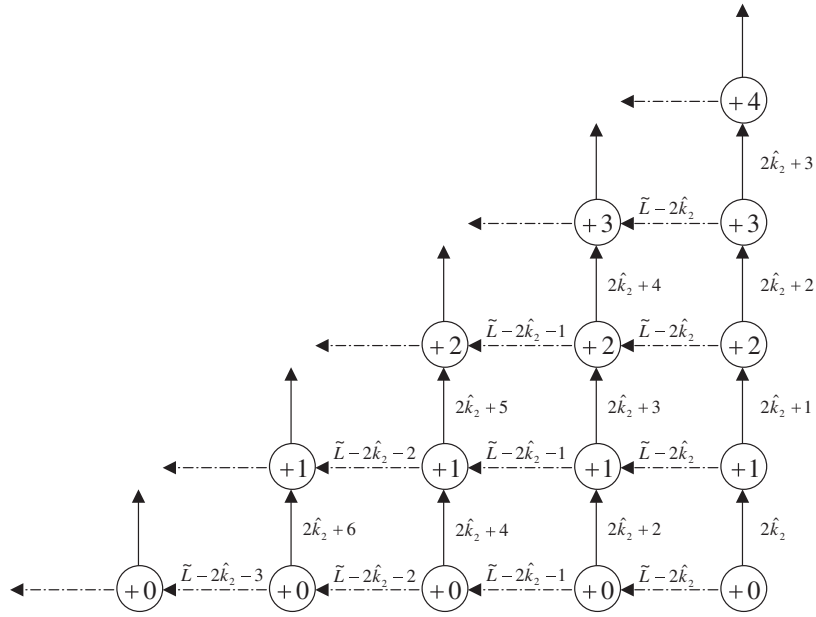 +4
2k̂₂+3
L̃−2k̂₂
+3 +3
2k̂₂+4 2k̂₂+2
L̃−2k̂₂−1 L̃−2k̂₂
+2 +2 +2
2k̂₂+5 2k̂₂+3 2k̂₂+1
L̃−2k̂₂−2 L̃−2k̂₂−1 L̃−2k̂₂
+1 +1 +1 +1
2k̂₂+6 2k̂₂+4 2k̂₂+2 2k̂₂
L̃−2k̂₂−3 L̃−2k̂₂−2 L̃−2k̂₂−1 L̃−2k̂₂
+0 +0 +0 +0 +0